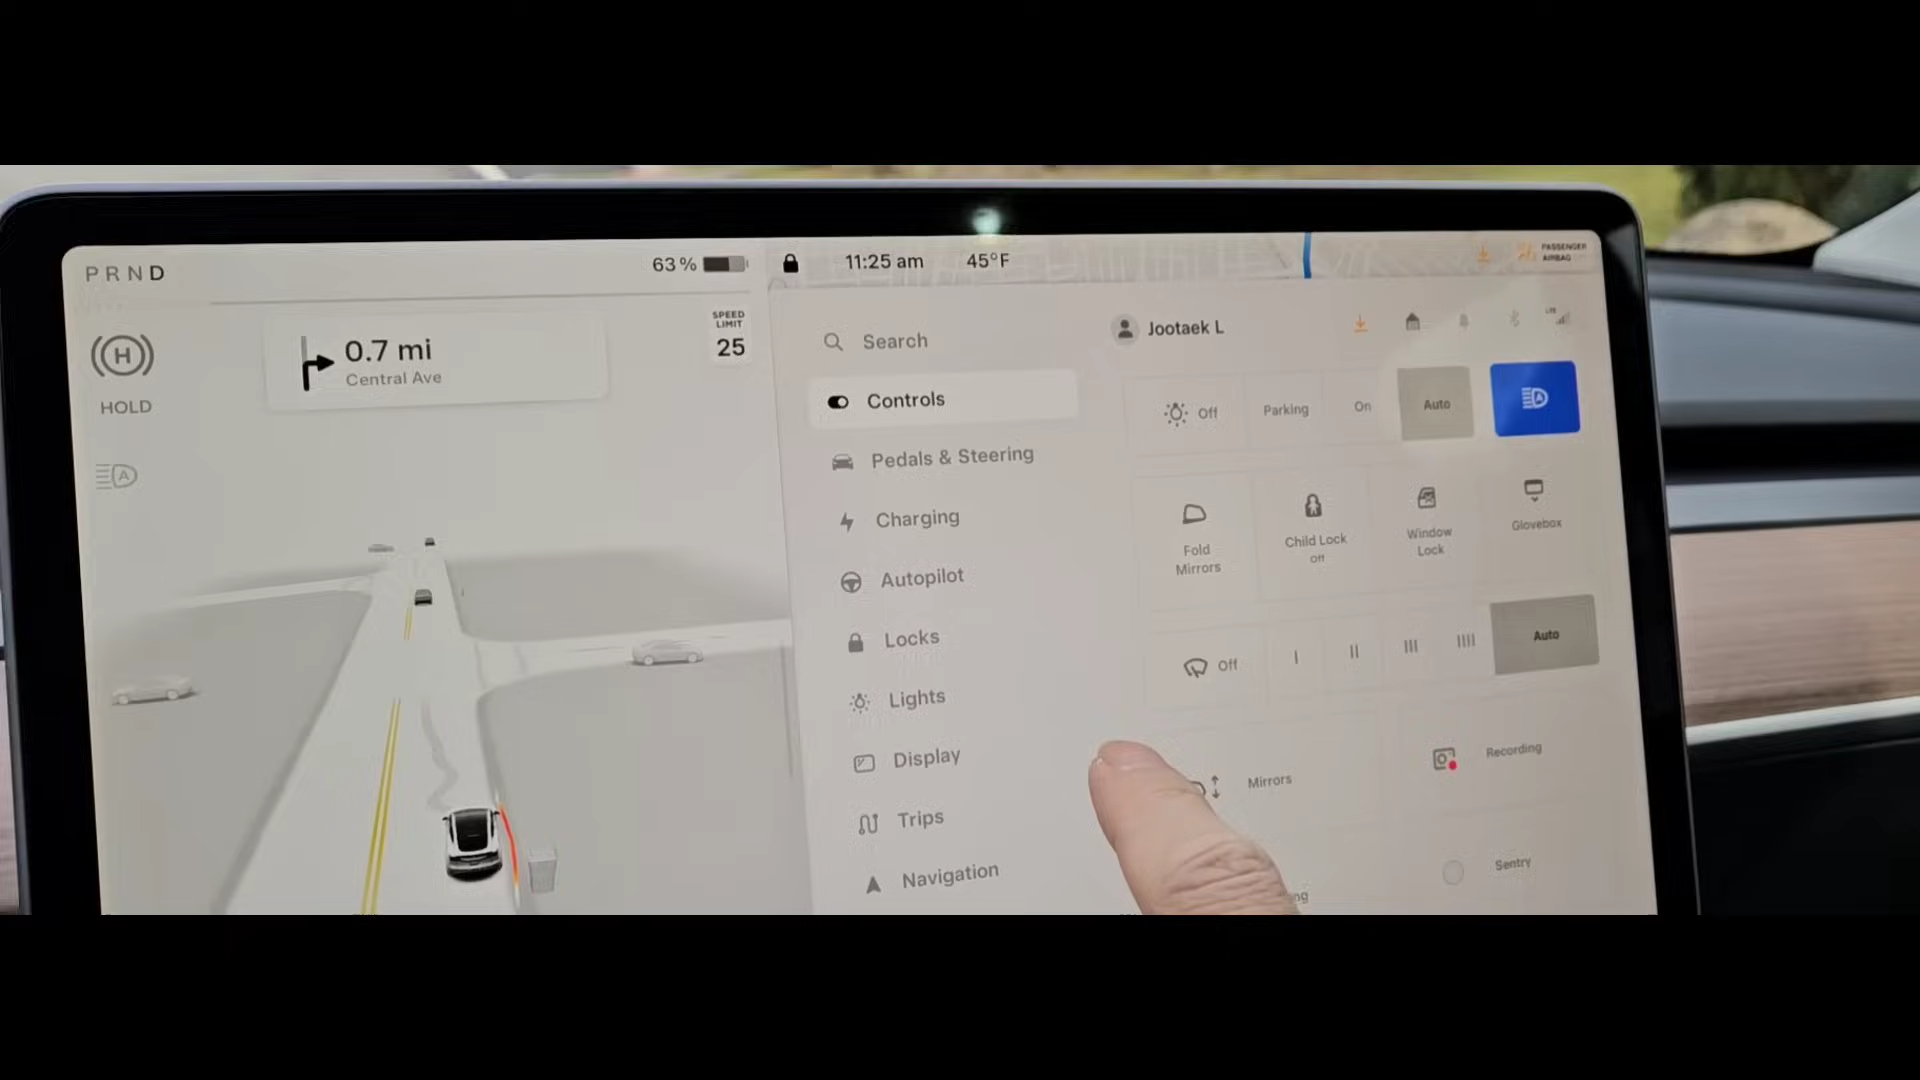 PRND
63%
11:25 am
45°F
PASSENGER
AIRBAG
H
HOLD
A
0.7 mi
Central Ave
SPEED
LIMIT
25
Search
Controls
Pedals & Steering
Charging
Autopilot
Locks
Lights
Display
Trips
Navigation
Jootaek L
LTE
Off
Parking
On
Auto
A
Fold
Mirrors
Child Lock
Off
Window
Lock
Glovebox
Off
I
II
III
IIII
Auto
Mirrors
Recording
Sentry